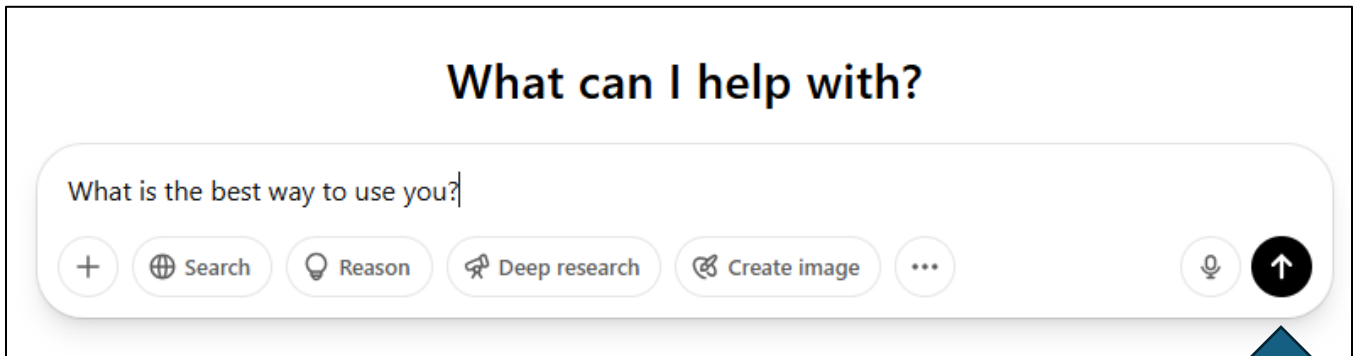 What can I help with?
What is the best way to use you?
Search Reason Deep research Create image